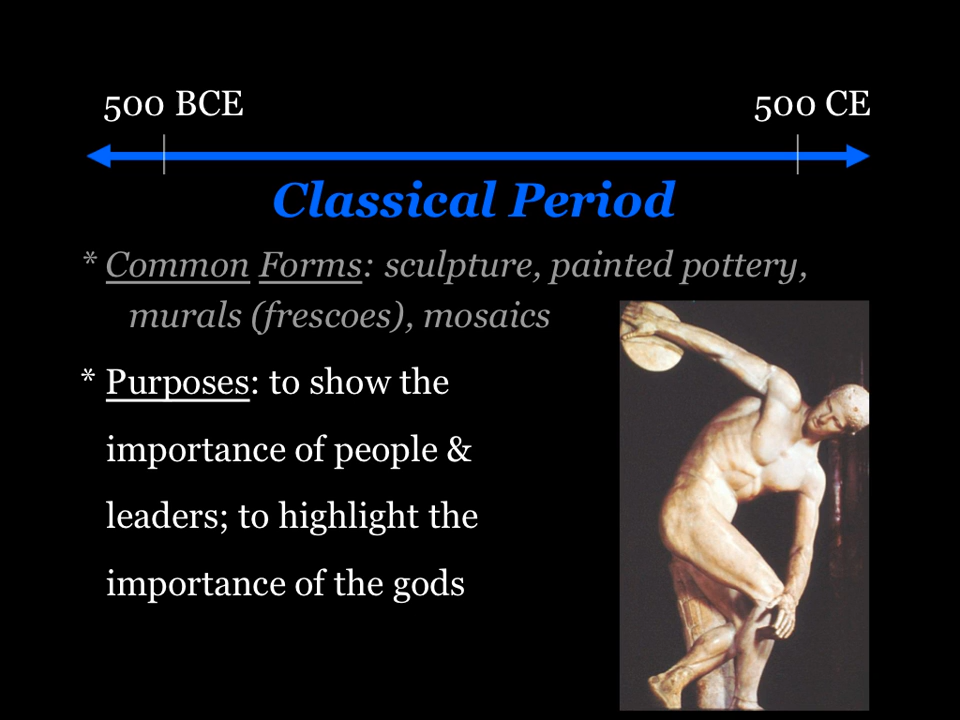 500 BCE 500 CE
Classical Period
* Common Forms: sculpture, painted pottery,
murals (frescoes), mosaics
* Purposes: to show the
importance of people &
leaders; to highlight the
importance of the gods